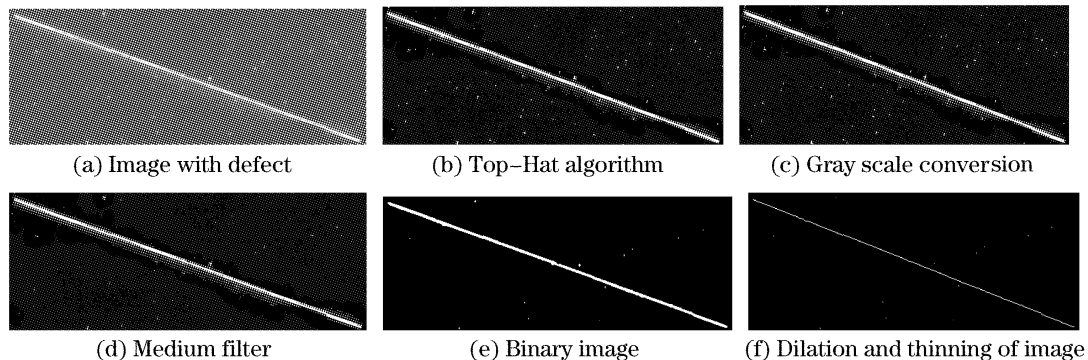 (a) Image with defect
(b) Top-Hat algorithm
(c) Gray scale conversion
(d) Medium filter
(e) Binary image
(f) Dilation and thinning of image